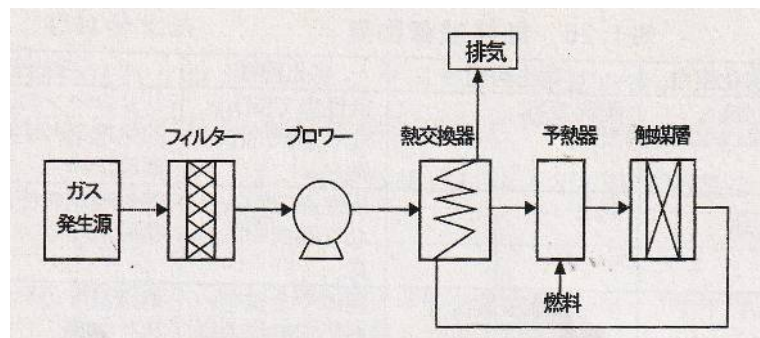 排気
フィルター
ブロワー
熱交換器
予熱器
触媒層
ガス
発生源
燃料